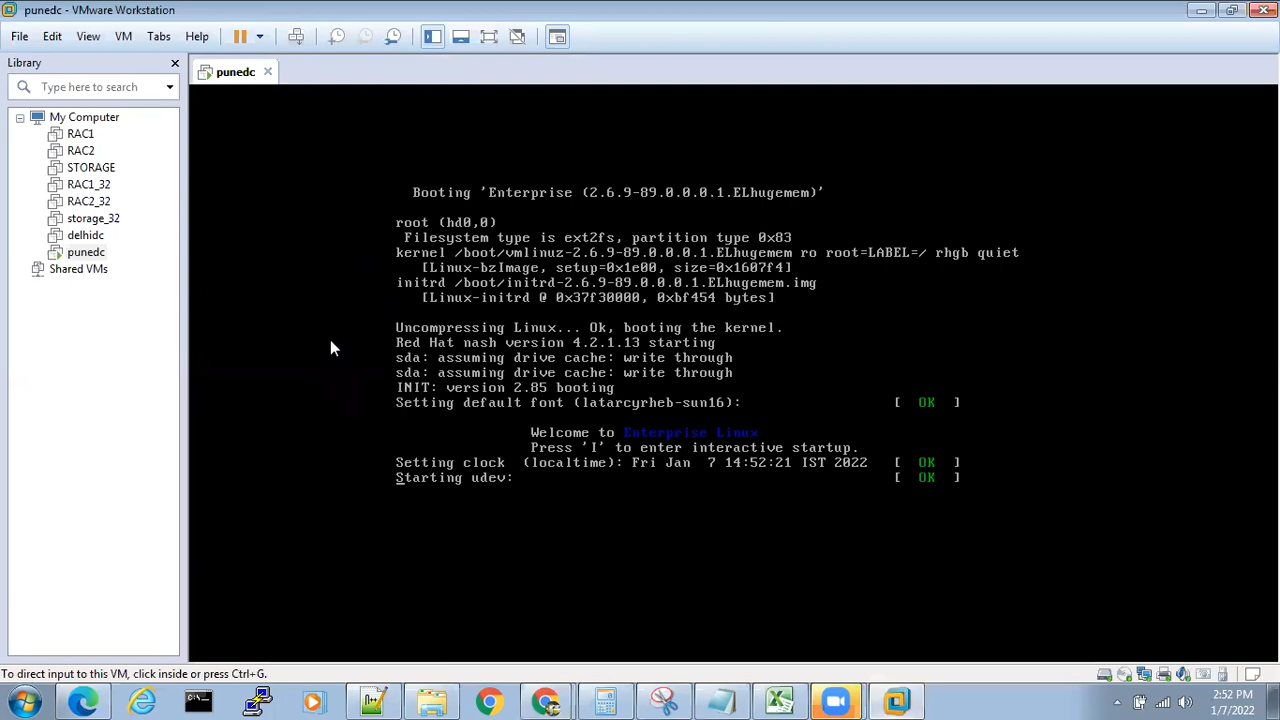 punedc - VMware Workstation
File Edit View VM Tabs Help
Library
punedc
Type here to search
My Computer
RAC1
RAC2
STORAGE
RAC1_32
RAC2_32
storage_32
delhidc
punedc
Shared VMs
Booting 'Enterprise (2.6.9-89.0.0.0.1.ELhugemem)'
root (hd0,0)
Filesystem type is ext2fs, partition type 0x83
kernel /boot/vmlinuz-2.6.9-89.0.0.0.1.ELhugemem ro root=LABEL=/ rhgb quiet
[Linux-bzImage, setup=0x1e00, size=0x1607f4]
initrd /boot/initrd-2.6.9-89.0.0.0.1.ELhugemem.img
[Linux-initrd @ 0x37f30000, 0xbf454 bytes]
Uncompressing Linux... Ok, booting the kernel.
Red Hat nash version 4.2.1.13 starting
sda: assuming drive cache: write through
sda: assuming drive cache: write through
INIT: version 2.85 booting
Setting default font (latarcyrheb-sun16): [ OK ]
Welcome to Enterprise Linux
Press 'I' to enter interactive startup.
Setting clock (localtime): Fri Jan 7 14:52:21 IST 2022 [ OK ]
Starting udev: [ OK ]
To direct input to this VM, click inside or press Ctrl+G.
2:52 PM
1/7/2022